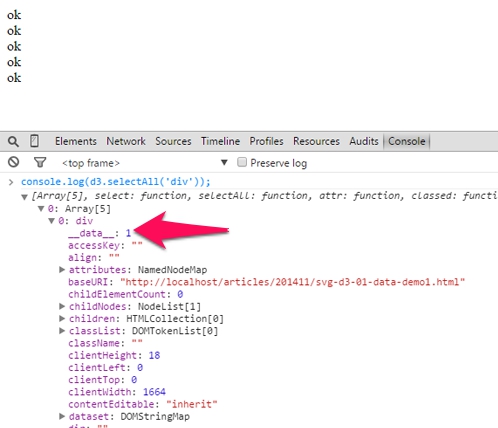 ok
ok
ok
ok
ok
Elements Network Sources Timeline Profiles Resources Audits Console
<top frame> Preserve log
console.log(d3.selectAll('div'));
[Array[5], select: function, selectAll: function, attr: function, classed: functi
0: Array[5]
0: div
__data__: 1
accessKey: ""
align: ""
attributes: NamedNodeMap
baseURI: "http://localhost/articles/201411/svg-d3-01-data-demo1.html"
childElementCount: 0
childNodes: NodeList[1]
children: HTMLCollection[0]
classList: DOMTokenList[0]
className: ""
clientHeight: 18
clientLeft: 0
clientTop: 0
clientWidth: 1664
contentEditable: "inherit"
dataset: DOMStringMap
dir: ""